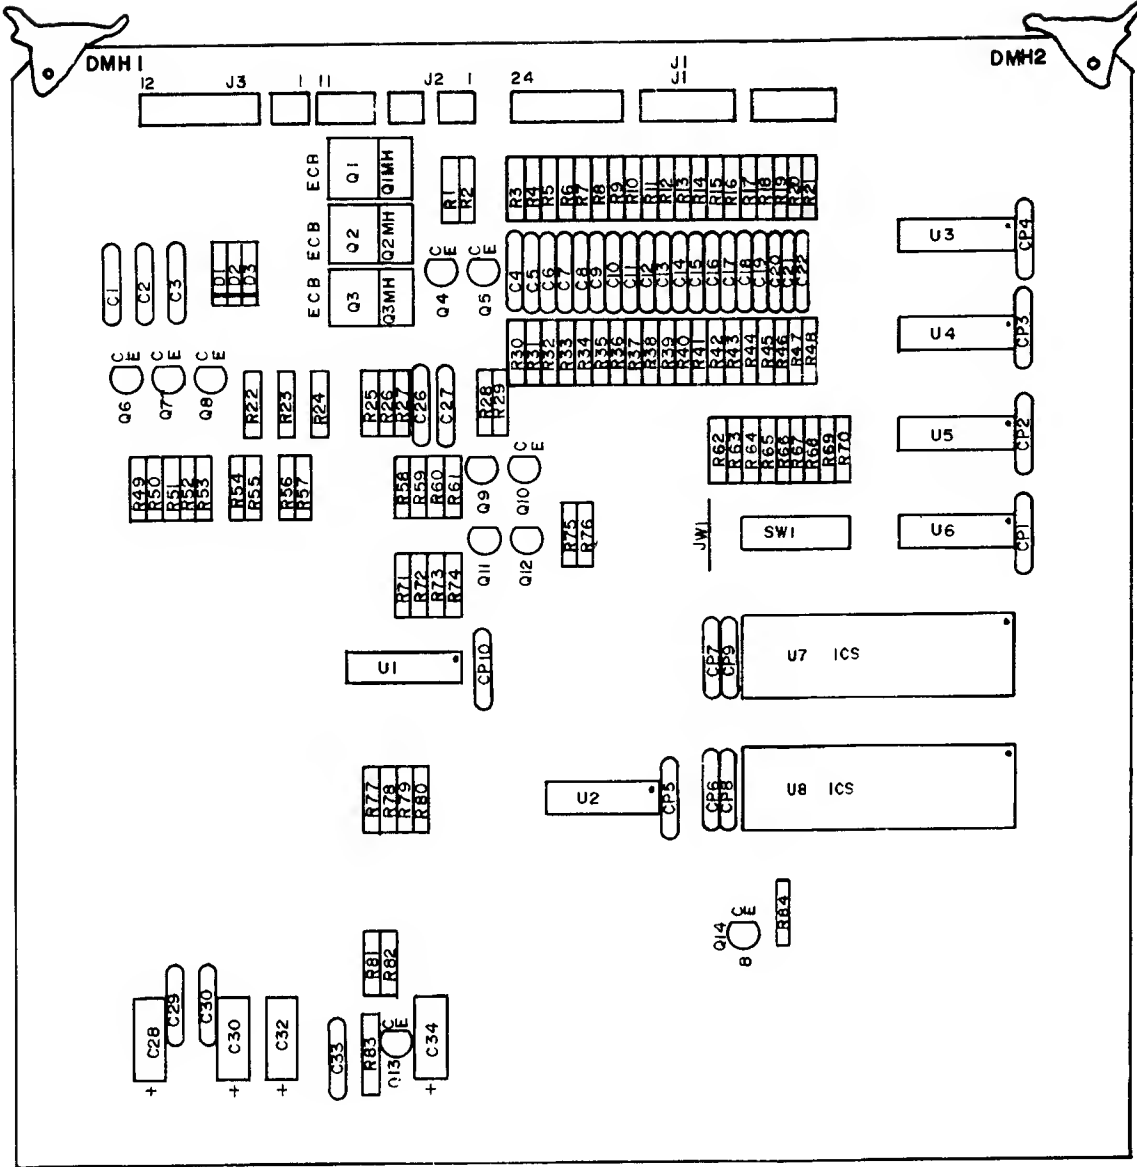 DMH1
DMH2
12
J3
1
11
J2
1
24
J1
J1
ECB
Q1
Q1MH
R1
R2
R3
R4
R5
R6
R7
R8
R9
R10
R11
R12
R13
R14
R15
R16
R17
R18
R19
R20
R21
ECB
Q2
Q2MH
U3
CP4
C1
C2
C3
D1
D2
D3
ECB
Q3
Q3MH
C
E
Q4
C
E
Q5
C4
C5
C6
C7
C8
C9
C10
C11
C12
C13
C14
C15
C16
C17
C18
C19
C20
C21
C22
U4
CP3
R30
R31
R32
R33
R34
R35
R36
R37
R38
R39
R40
R41
R42
R43
R44
R45
R46
R47
R48
C
E
Q6
C
E
Q7
C
E
Q8
R22
R23
R24
R25
R26
R27
C26
C27
R28
R29
U5
CP2
R62
R63
R64
R65
R66
R67
R68
R69
R70
R49
R50
R51
R52
R53
R54
R55
R56
R57
R58
R59
R60
R61
Q9
C
E
Q10
JW1
SW1
U6
CP1
R75
R76
Q11
Q12
R71
R72
R73
R74
U1
CP10
CP7
CP9
U7 ICS
R77
R78
R79
R80
U2
CP5
CP6
CP8
U8 ICS
Q14
C
E
B
R84
R81
R82
C28
+
C29
C30
C30
+
C32
+
C33
R83
C
E
Q13
C34
+